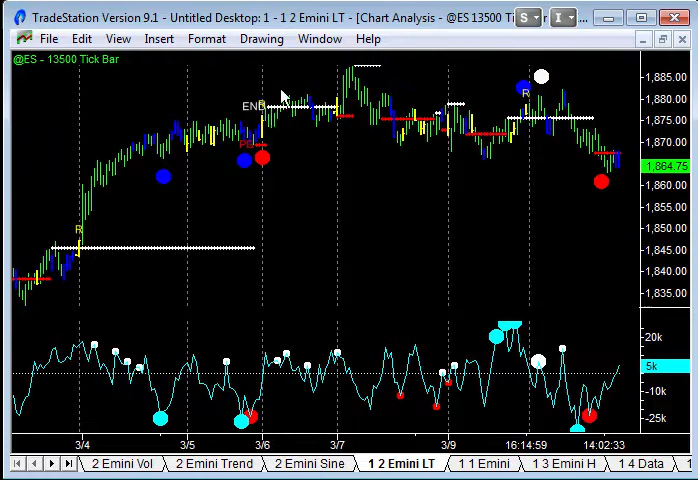 TradeStation Version 9.1 - Untitled Desktop: 1 - 1 2 Emini LT - [Chart Analysis - @ES 13500 Ti
S
I
...
File Edit View Insert Format Drawing Window Help
@ES - 13500 Tick Bar
1,885.00
1,880.00
1,875.00
1,870.00
1,864.75
1,860.00
1,855.00
1,850.00
1,845.00
1,840.00
1,835.00
R
R
R
20k
5k
-10k
-25k
3/4 3/5 3/6 3/7 3/9 16:14:59 14:02:33
2 Emini Vol 2 Emini Trend 2 Emini Sine 1 2 Emini LT 1 1 Emini 1 3 Emini H 1 4 Data 1